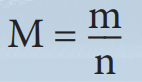 M = m/n